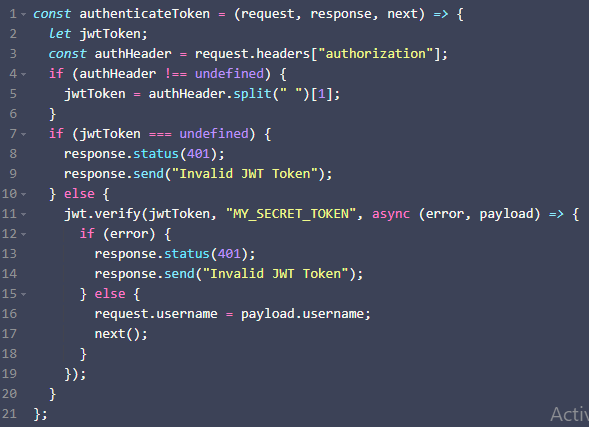 1 const authenticateToken = (request, response, next) => {
2 let jwtToken;
3 const authHeader = request.headers["authorization"];
4 if (authHeader !== undefined) {
5 jwtToken = authHeader.split(" ")[1];
6 }
7 if (jwtToken === undefined) {
8 response.status(401);
9 response.send("Invalid JWT Token");
10 } else {
11 jwt.verify(jwtToken, "MY_SECRET_TOKEN", async (error, payload) => {
12 if (error) {
13 response.status(401);
14 response.send("Invalid JWT Token");
15 } else {
16 request.username = payload.username;
17 next();
18 }
19 });
20 }
21 };
Activ